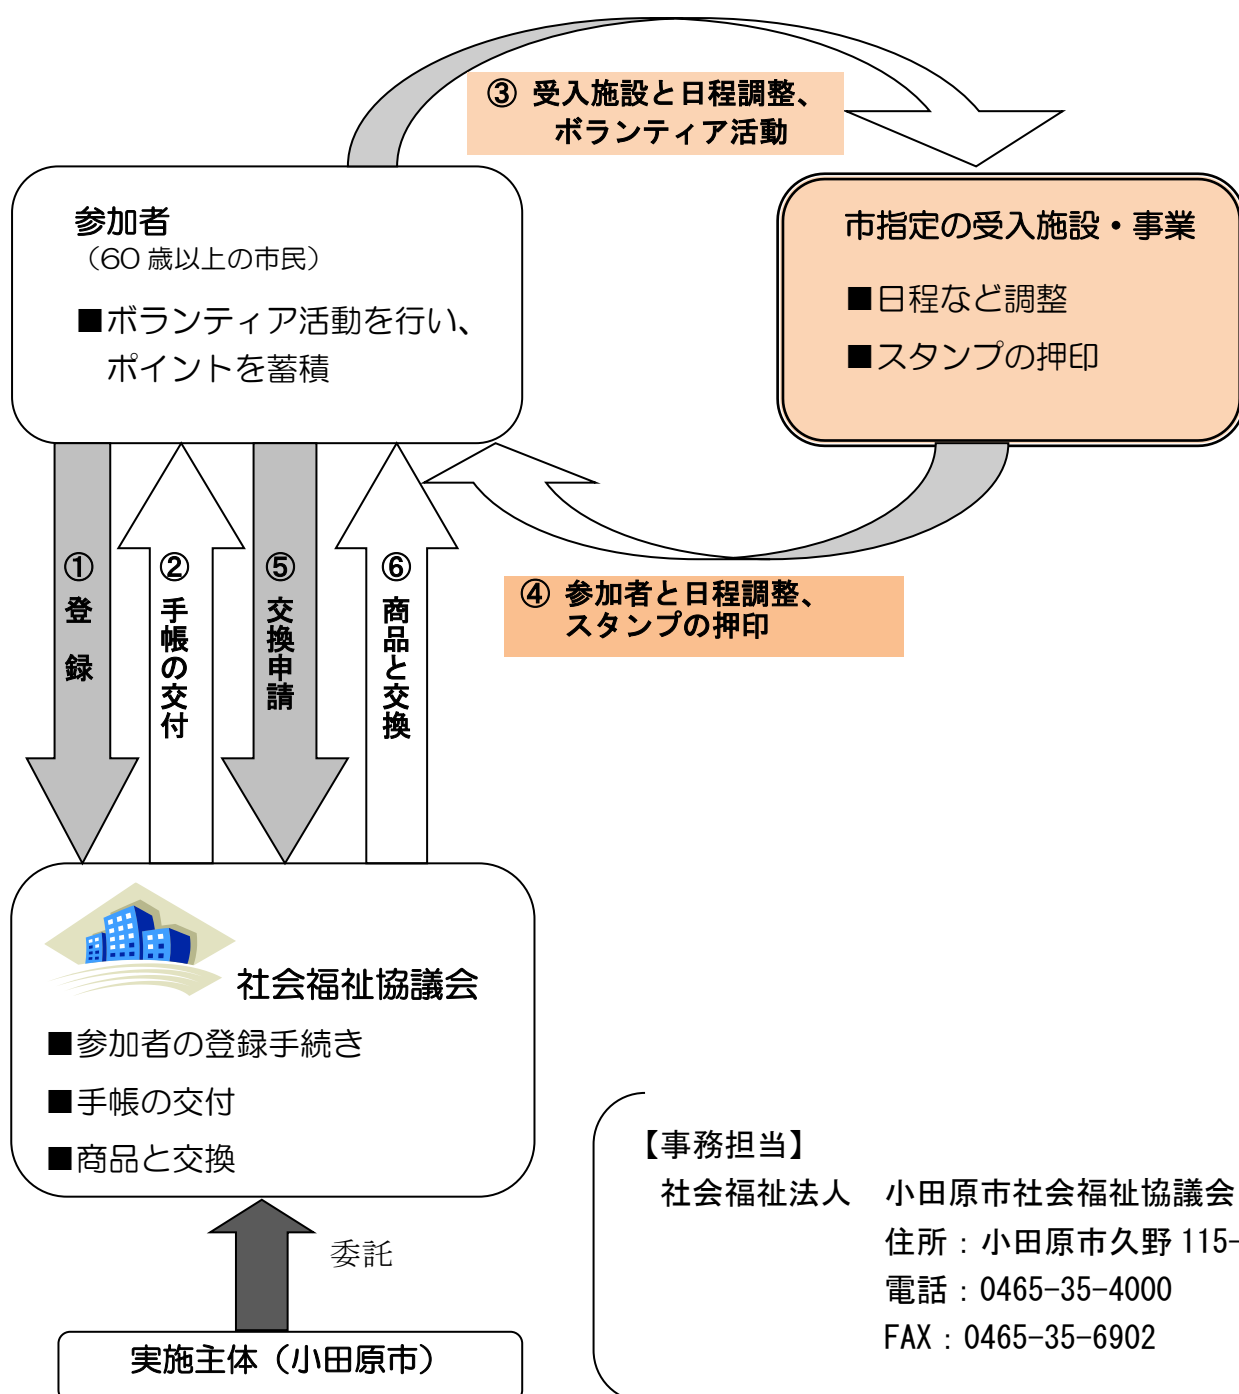 ③ 受入施設と日程調整、
ボランティア活動
参加者
（60 歳以上の市民）
■ボランティア活動を行い、
ポイントを蓄積
市指定の受入施設・事業
■日程など調整
■スタンプの押印
①登録
②手帳の交付
⑤交換申請
⑥商品と交換
④ 参加者と日程調整、
スタンプの押印
社会福祉協議会
■参加者の登録手続き
■手帳の交付
■商品と交換
委託
実施主体（小田原市）
【事務担当】
社会福祉法人 小田原市社会福祉協議会
住所：小田原市久野 115-
電話：0465-35-4000
FAX：0465-35-6902